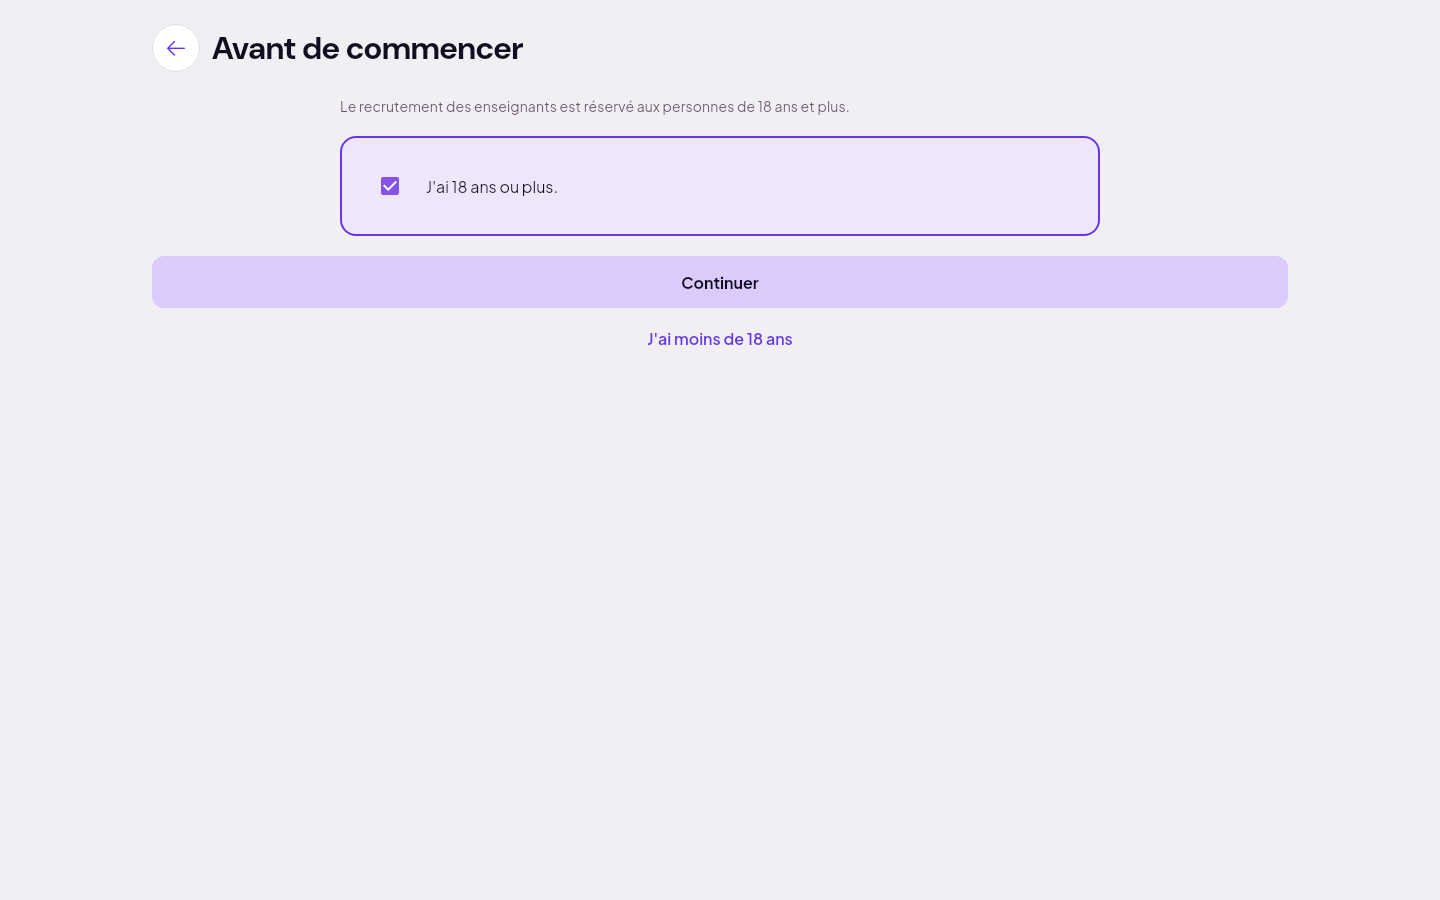 Avant de commencer
Le recrutement des enseignants est réservé aux personnes de 18 ans et plus.
J'ai 18 ans ou plus.
Continuer
J'ai moins de 18 ans